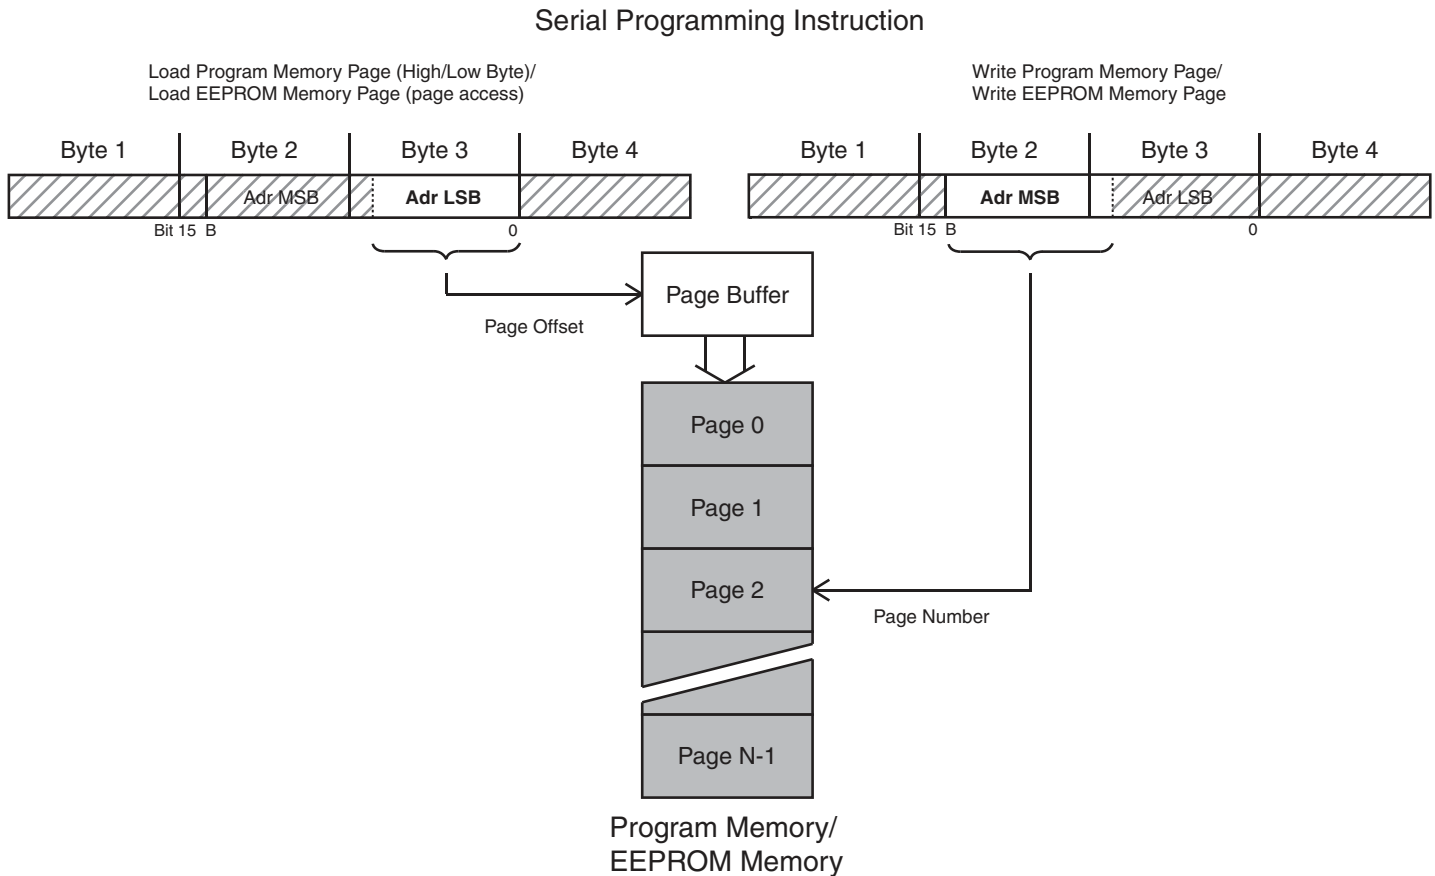 Serial Programming Instruction
Load Program Memory Page (High/Low Byte)/
Load EEPROM Memory Page (page access)
Write Program Memory Page/
Write EEPROM Memory Page
Byte 1 Byte 2 Byte 3 Byte 4
Adr MSB Adr LSB
Bit 15 B 0
Byte 1 Byte 2 Byte 3 Byte 4
Adr MSB Adr LSB
Bit 15 B 0
Page Buffer
Page Offset
Page 0
Page 1
Page 2
Page Number
Page N-1
Program Memory/
EEPROM Memory